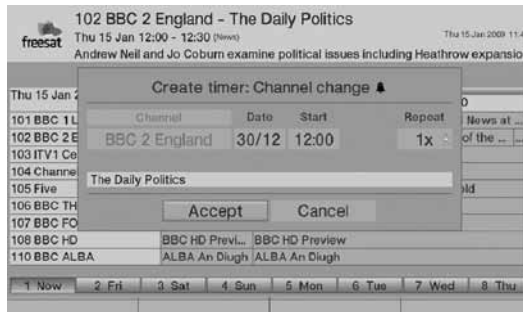 102 BBC 2 England - The Daily Politics
freesat
Thu 15 Jan 12:00 - 12:30 (News)
Thu 15 Jan 2009 11:4
Andrew Neil and Jo Coburn examine political issues including Heathrow expansio
Thu 15 Jan 2
Create timer: Channel change
Channel Date Start Repeat
BBC 2 England 30/12 12:00 1x
The Daily Politics
Accept Cancel
101 BBC 1 L
News at ...
102 BBC 2 E
of the ...
103 ITV1 Ce
104 Channe
105 Five
ld
106 BBC TH
107 BBC FO
108 BBC HD BBC HD Previ... BBC HD Preview
110 BBC ALBA ALBA An Diugh ALBA An Diugh
1 Now 2 Fri 3 Sat 4 Sun 5 Mon 6 Tue 7 Wed 8 Thu